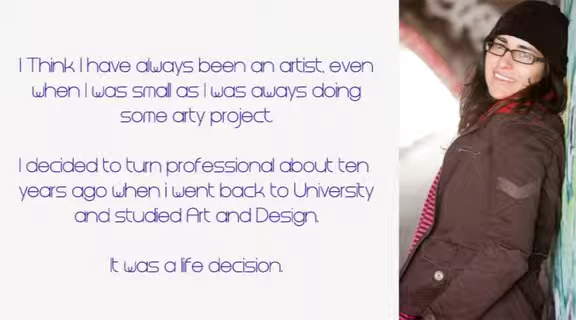 I Think I have always been an artist, even
when I was small as I was aways doing
some arty project.
I decided to turn professional about ten
years ago when i went back to University
and studied Art and Design.
It was a life decision.